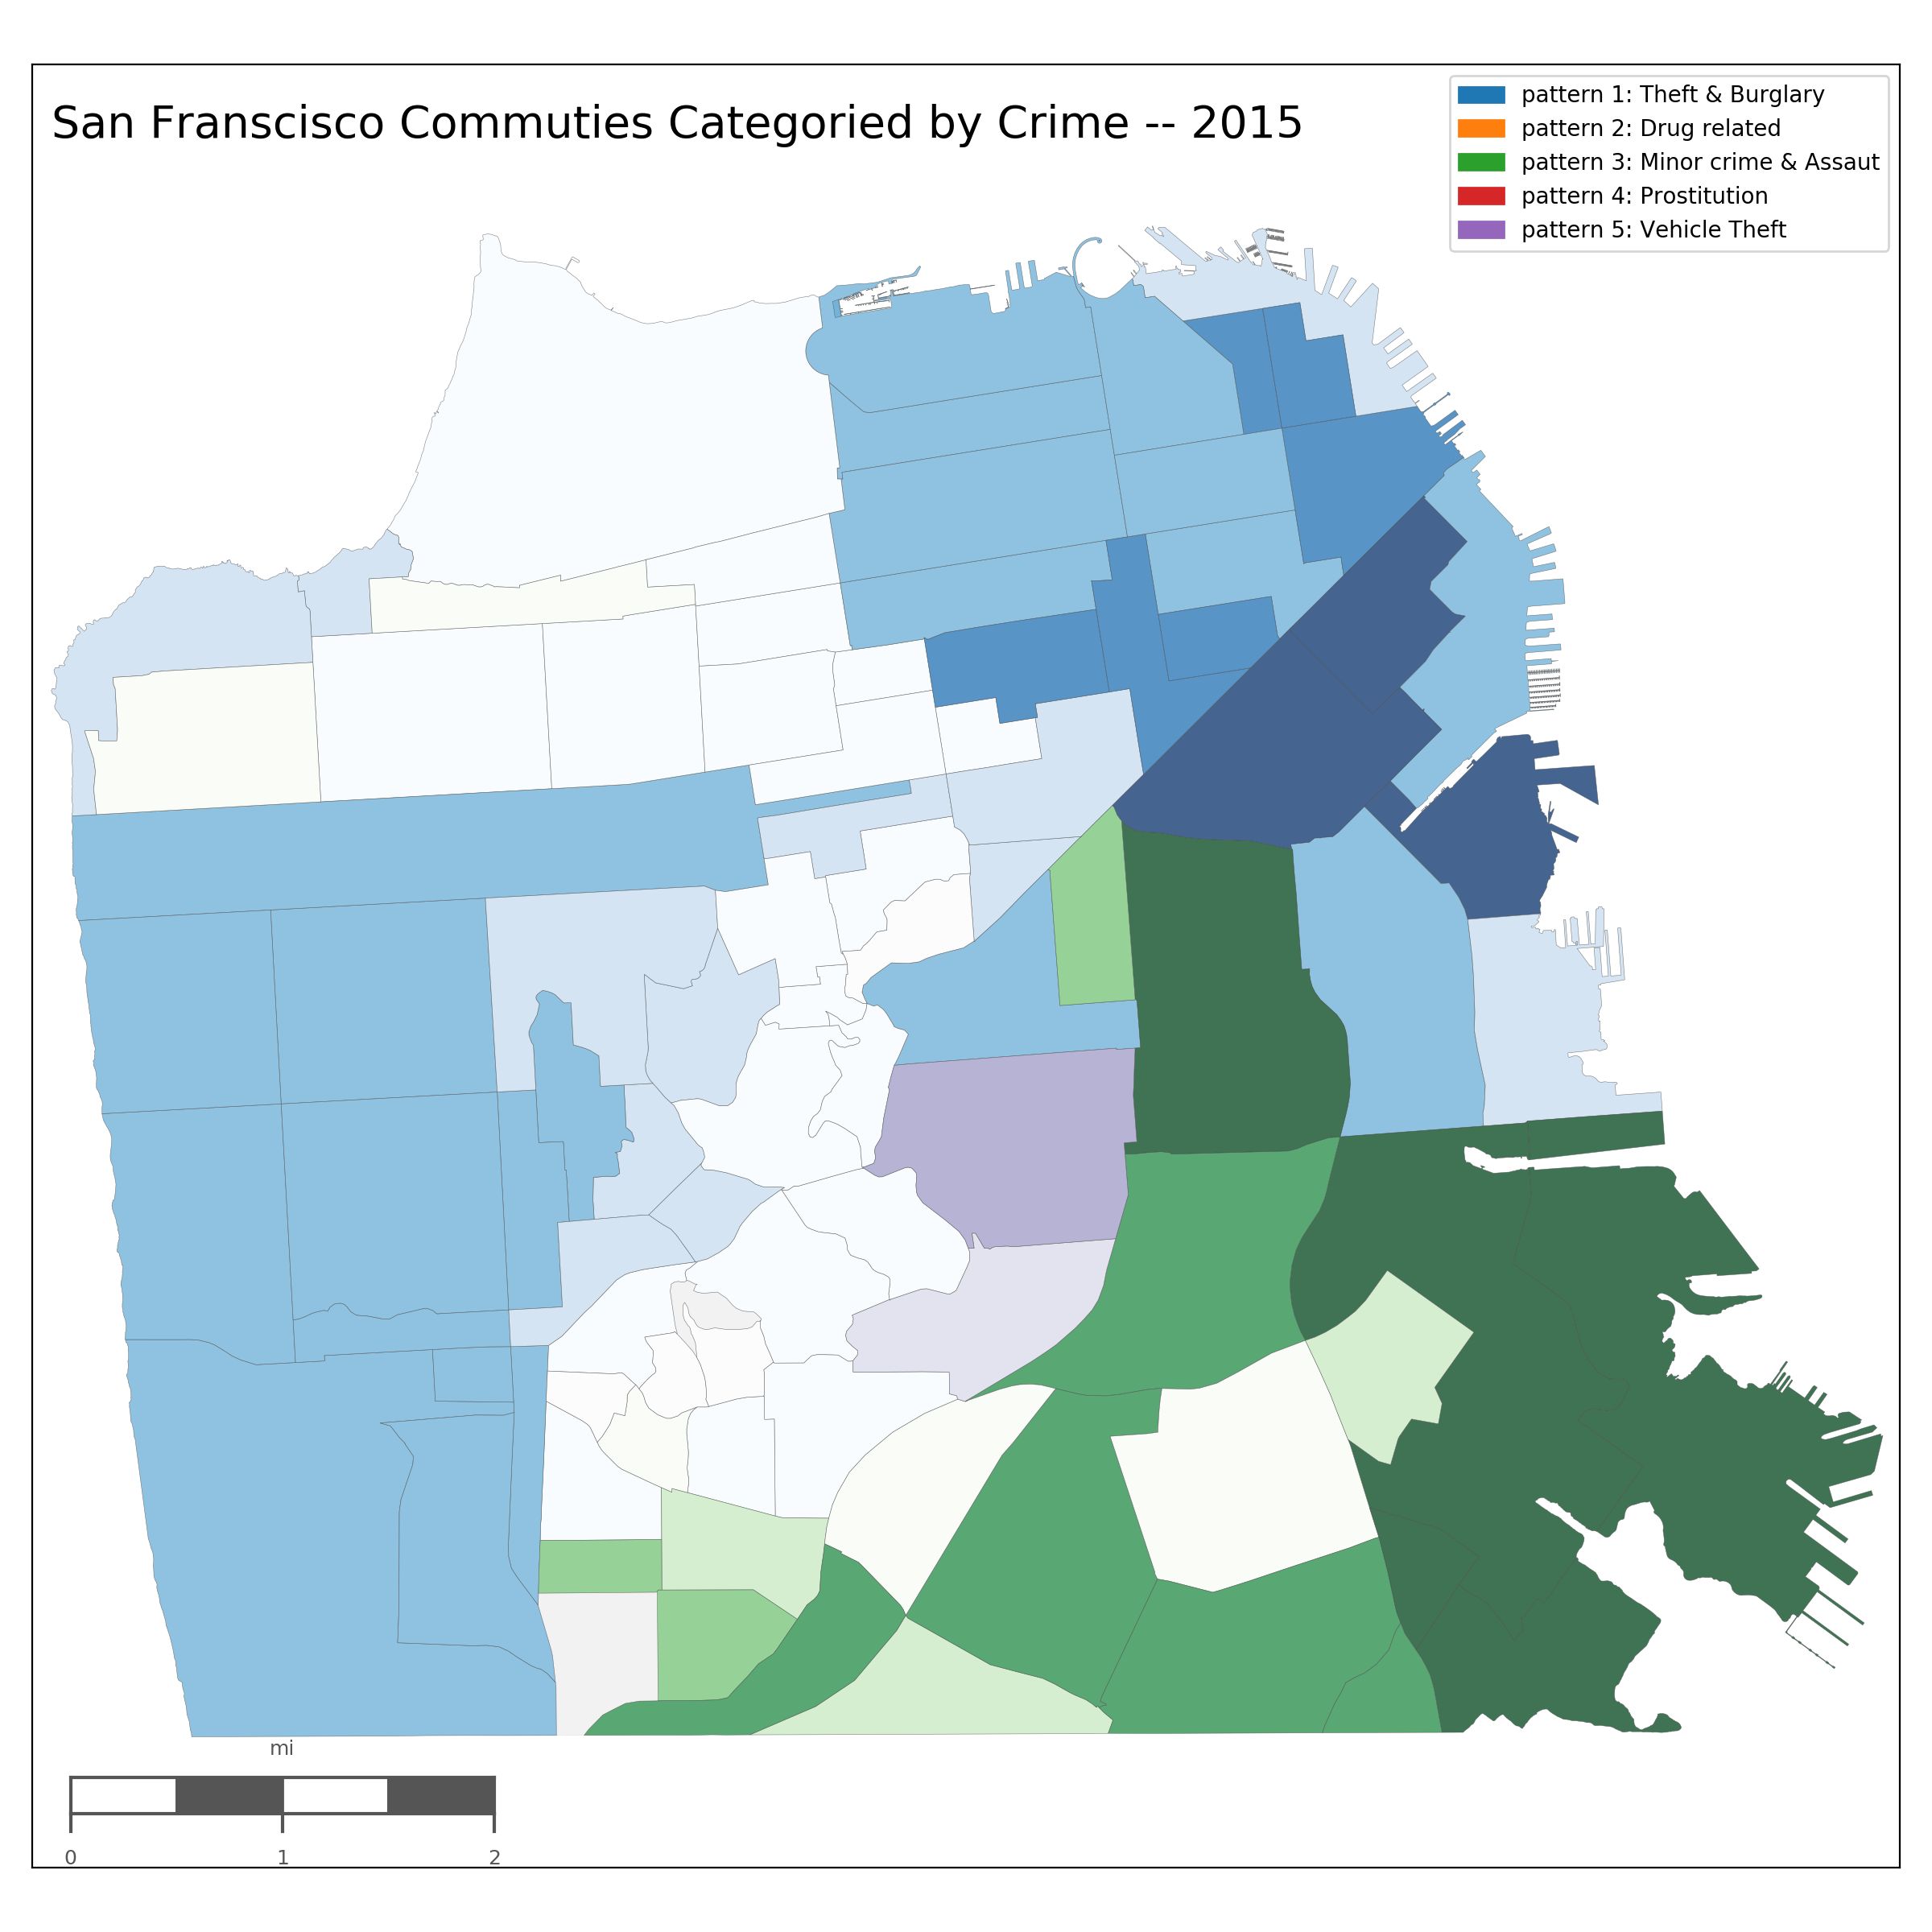 San Franscisco Commuties Categoried by Crime -- 2015
pattern 1: Theft & Burglary
pattern 2: Drug related
pattern 3: Minor crime & Assaut
pattern 4: Prostitution
pattern 5: Vehicle Theft
mi
0 1 2